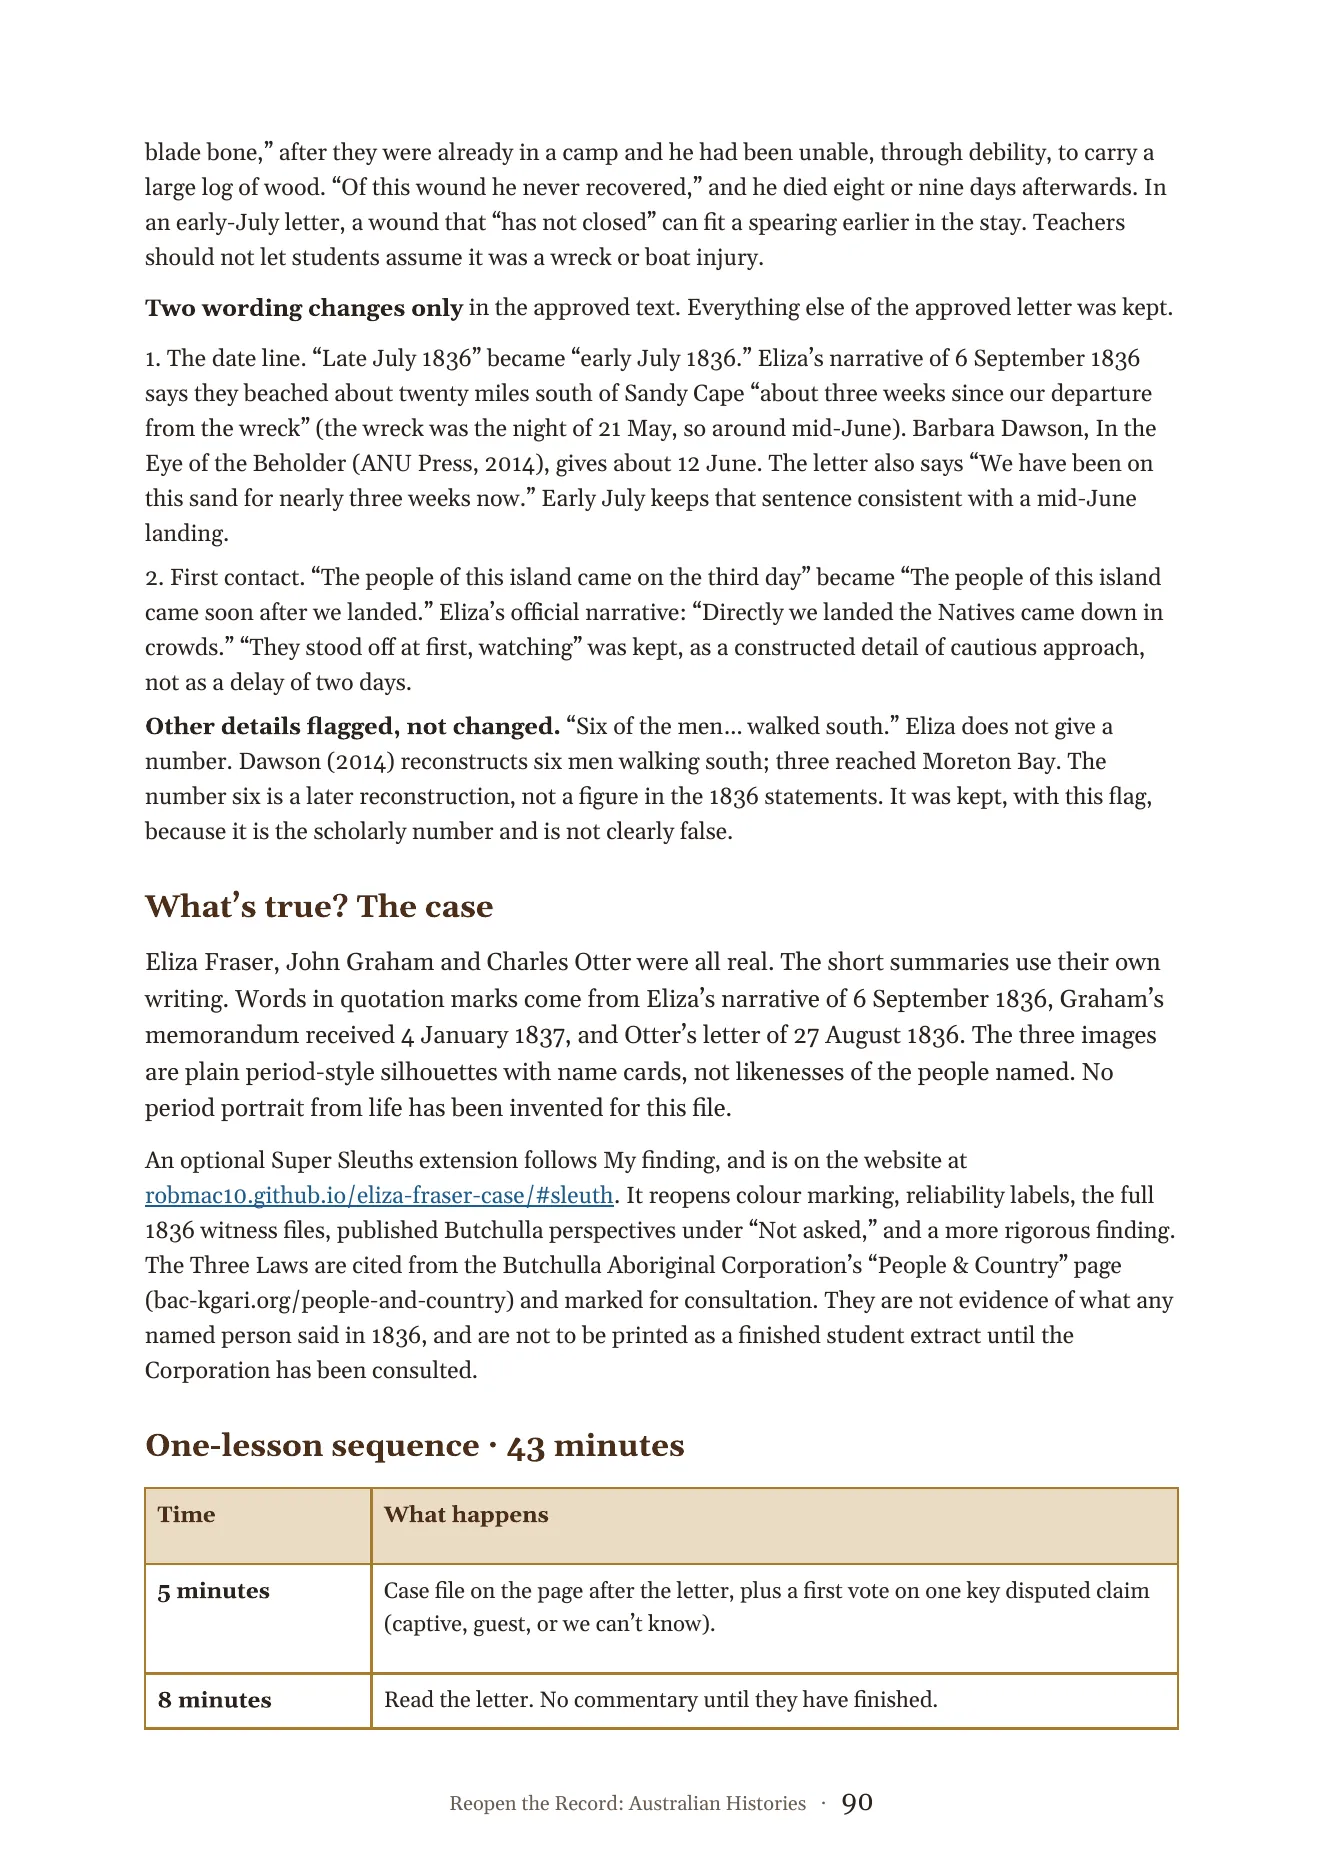 blade bone,” after they were already in a camp and he had been unable, through debility, to carry a
large log of wood. “Of this wound he never recovered,” and he died eight or nine days afterwards. In
an early-July letter, a wound that “has not closed” can fit a spearing earlier in the stay. Teachers
should not let students assume it was a wreck or boat injury.
Two wording changes only in the approved text. Everything else of the approved letter was kept.
1. The date line. “Late July 1836” became “early July 1836.” Eliza’s narrative of 6 September 1836
says they beached about twenty miles south of Sandy Cape “about three weeks since our departure
from the wreck” (the wreck was the night of 21 May, so around mid-June). Barbara Dawson, In the
Eye of the Beholder (ANU Press, 2014), gives about 12 June. The letter also says “We have been on
this sand for nearly three weeks now.” Early July keeps that sentence consistent with a mid-June
landing.
2. First contact. “The people of this island came on the third day” became “The people of this island
came soon after we landed.” Eliza’s official narrative: “Directly we landed the Natives came down in
crowds.” “They stood off at first, watching” was kept, as a constructed detail of cautious approach,
not as a delay of two days.
Other details flagged, not changed. “Six of the men... walked south.” Eliza does not give a
number. Dawson (2014) reconstructs six men walking south; three reached Moreton Bay. The
number six is a later reconstruction, not a figure in the 1836 statements. It was kept, with this flag,
because it is the scholarly number and is not clearly false.
What’s true? The case
Eliza Fraser, John Graham and Charles Otter were all real. The short summaries use their own
writing. Words in quotation marks come from Eliza’s narrative of 6 September 1836, Graham’s
memorandum received 4 January 1837, and Otter’s letter of 27 August 1836. The three images
are plain period-style silhouettes with name cards, not likenesses of the people named. No
period portrait from life has been invented for this file.
An optional Super Sleuths extension follows My finding, and is on the website at
robmac10.github.io/eliza-fraser-case/#sleuth. It reopens colour marking, reliability labels, the full
1836 witness files, published Butchulla perspectives under “Not asked,” and a more rigorous finding.
The Three Laws are cited from the Butchulla Aboriginal Corporation’s “People & Country” page
(bac-kgari.org/people-and-country) and marked for consultation. They are not evidence of what any
named person said in 1836, and are not to be printed as a finished student extract until the
Corporation has been consulted.
One-lesson sequence · 43 minutes
Time What happens
5 minutes Case file on the page after the letter, plus a first vote on one key disputed claim
(captive, guest, or we can’t know).
8 minutes Read the letter. No commentary until they have finished.
Reopen the Record: Australian Histories · 90